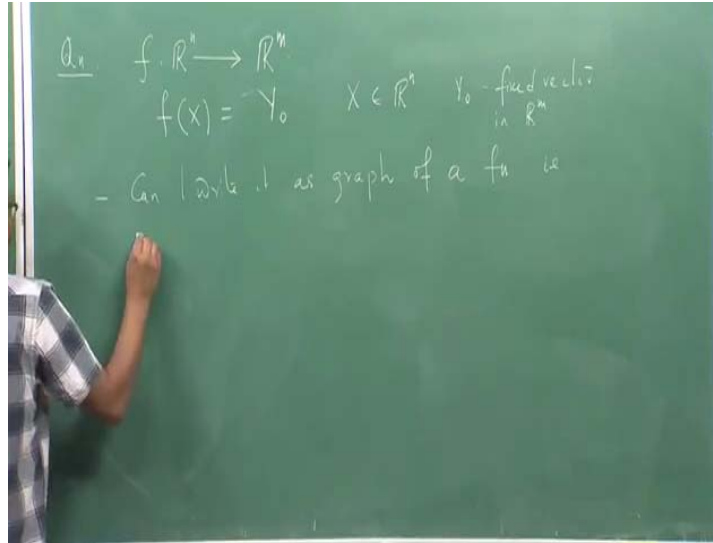 Qn. f: ℝⁿ → ℝᵐ
f(X) = Y₀ X ∈ ℝⁿ Y₀ - fixed vector
in ℝᵐ
- Can I write it as graph of a fn ie